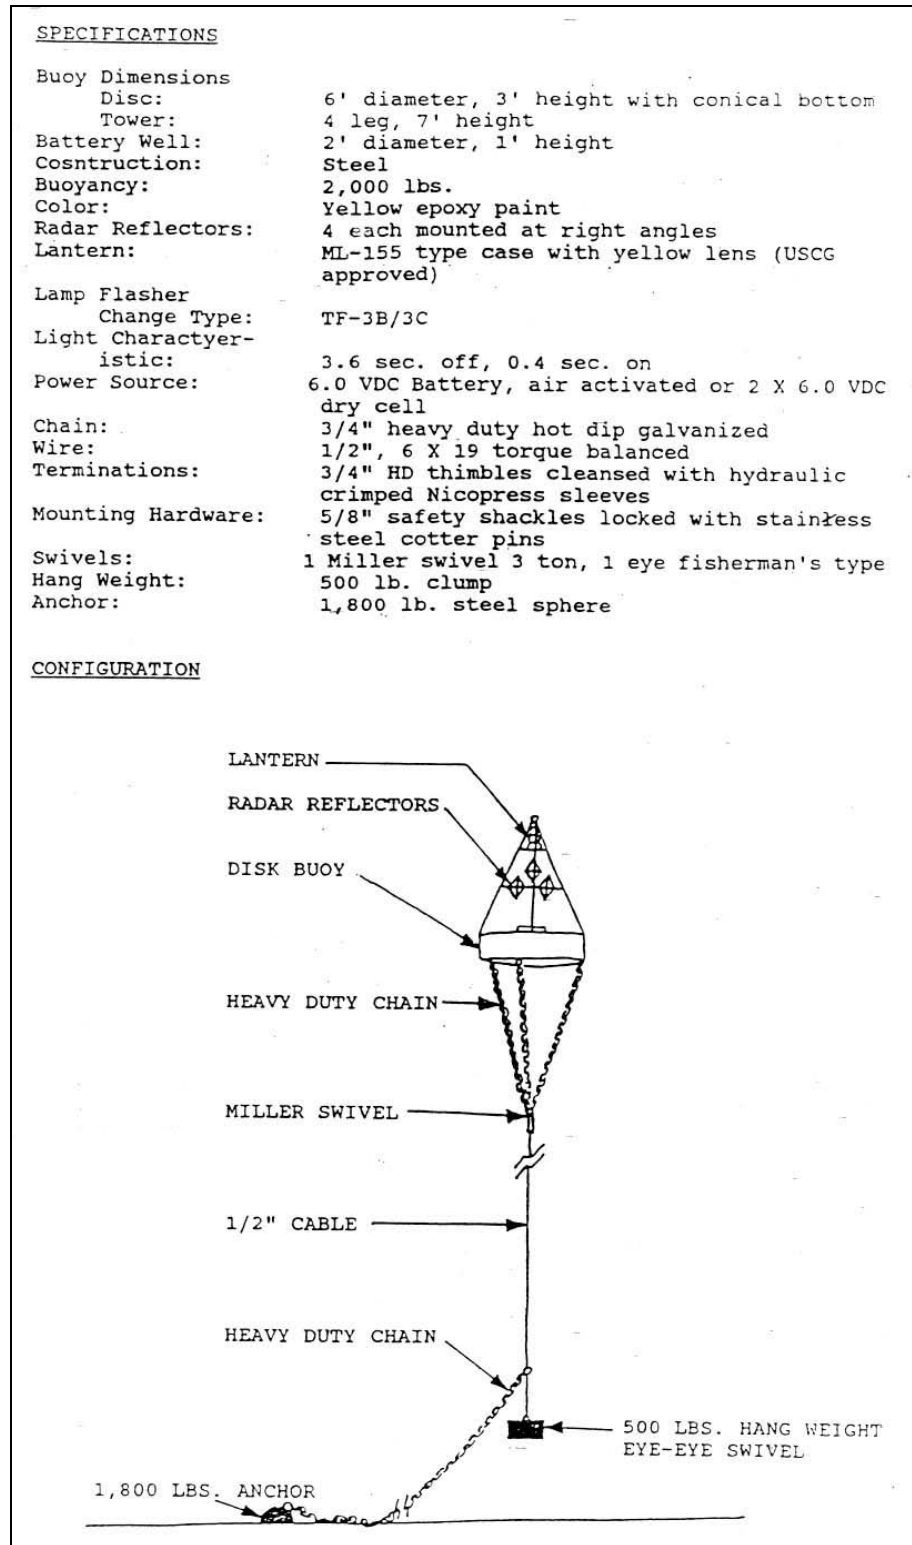 SPECIFICATIONS
Buoy Dimensions
Disc: 6' diameter, 3' height with conical bottom
Tower: 4 leg, 7' height
Battery Well: 2' diameter, 1' height
Cosntruction: Steel
Buoyancy: 2,000 lbs.
Color: Yellow epoxy paint
Radar Reflectors: 4 each mounted at right angles
Lantern: ML-155 type case with yellow lens (USCG
approved)
Lamp Flasher
Change Type: TF-3B/3C
Light Charactyer-
istic: 3.6 sec. off, 0.4 sec. on
Power Source: 6.0 VDC Battery, air activated or 2 X 6.0 VDC
dry cell
Chain: 3/4" heavy duty hot dip galvanized
Wire: 1/2", 6 X 19 torque balanced
Terminations: 3/4" HD thimbles cleansed with hydraulic
crimped Nicopress sleeves
Mounting Hardware: 5/8" safety shackles locked with stainless
steel cotter pins
Swivels: 1 Miller swivel 3 ton, 1 eye fisherman's type
Hang Weight: 500 lb. clump
Anchor: 1,800 lb. steel sphere
CONFIGURATION
LANTERN
RADAR REFLECTORS
DISK BUOY
HEAVY DUTY CHAIN
MILLER SWIVEL
1/2" CABLE
HEAVY DUTY CHAIN
500 LBS. HANG WEIGHT
EYE-EYE SWIVEL
1,800 LBS. ANCHOR